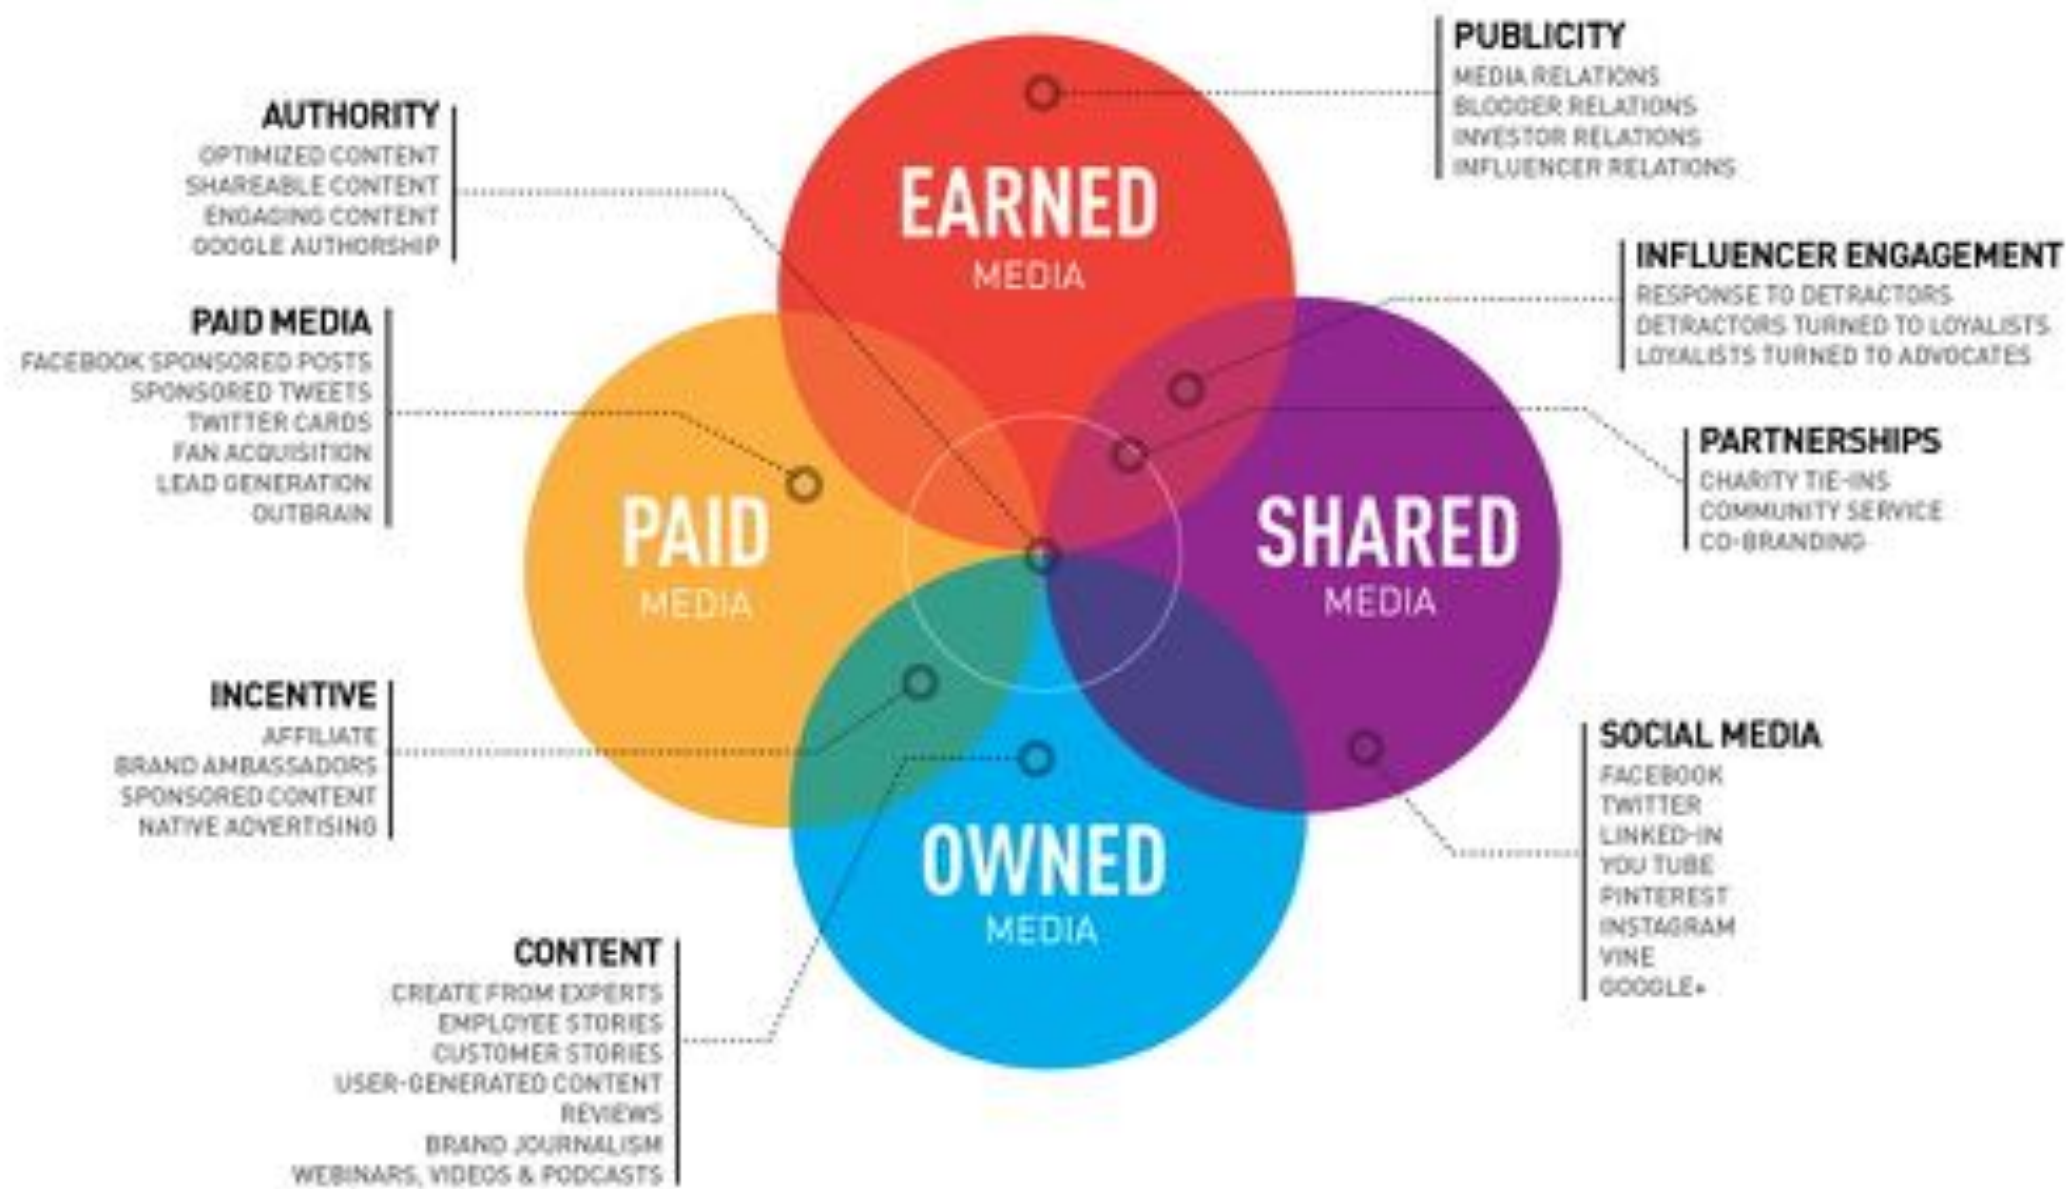 PUBLICITY
MEDIA RELATIONS
BLOGGER RELATIONS
INVESTOR RELATIONS
INFLUENCER RELATIONS
AUTHORITY
OPTIMIZED CONTENT
SHAREABLE CONTENT
ENGAGING CONTENT
GOOGLE AUTHORSHIP
EARNED
MEDIA
INFLUENCER ENGAGEMENT
RESPONSE TO DETRACTORS
DETRACTORS TURNED TO LOYALISTS
LOYALISTS TURNED TO ADVOCATES
PAID MEDIA
FACEBOOK SPONSORED POSTS
SPONSORED TWEETS
TWITTER CARDS
FAN ACQUISITION
LEAD GENERATION
OUTBRAIN
PARTNERSHIPS
CHARITY TIE-INS
COMMUNITY SERVICE
CO-BRANDING
PAID
MEDIA
SHARED
MEDIA
INCENTIVE
AFFILIATE
BRAND AMBASSADORS
SPONSORED CONTENT
NATIVE ADVERTISING
SOCIAL MEDIA
FACEBOOK
TWITTER
LINKED-IN
YOU TUBE
PINTEREST
INSTAGRAM
VINE
GOOGLE+
OWNED
MEDIA
CONTENT
CREATE FROM EXPERTS
EMPLOYEE STORIES
CUSTOMER STORIES
USER-GENERATED CONTENT
REVIEWS
BRAND JOURNALISM
WEBINARS, VIDEOS & PODCASTS